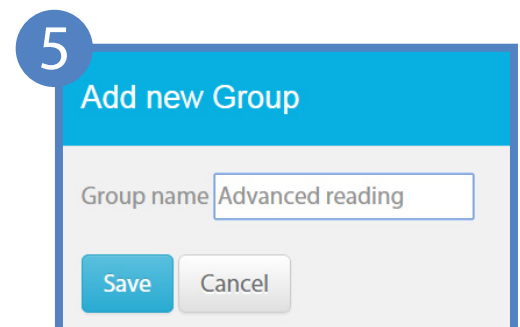 5
Add new Group
Group name Advanced reading
Save Cancel